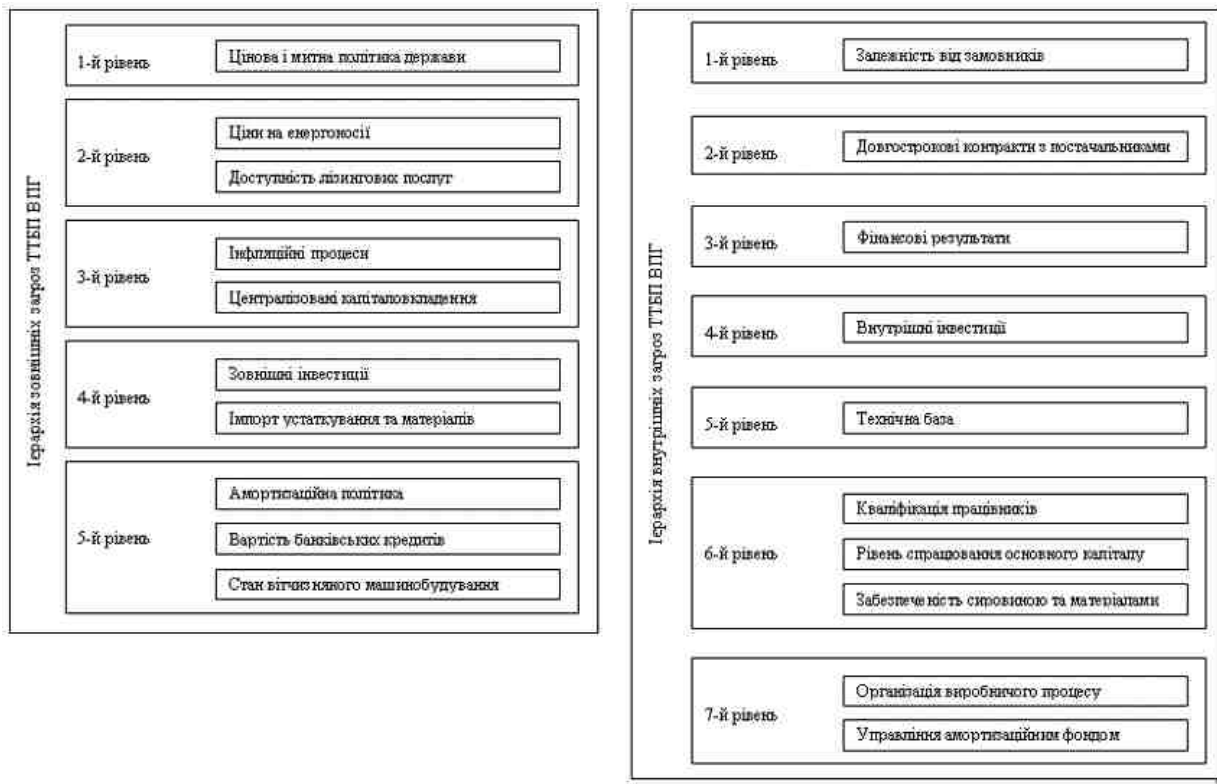 Ієрархія зовнішніх загроз ТТБП ВПГ
1-й рівень
Цінова і митна політика держави
2-й рівень
Ціни на енергоносії
Доступність лізингових послуг
3-й рівень
Інфляційні процеси
Централізовані капіталовкладення
4-й рівень
Зовнішні інвестиції
Імпорт устаткування та матеріалів
5-й рівень
Амортизаційна політика
Вартість банківських кредитів
Стан вітчизняного машинобудування
Ієрархія внутрішніх загроз ТТБП ВПГ
1-й рівень
Залежність від замовників
2-й рівень
Довгострокові контракти з постачальниками
3-й рівень
Фінансові результати
4-й рівень
Внутрішні інвестиції
5-й рівень
Технічна база
6-й рівень
Кваліфікація працівників
Рівень спрацювання основного капіталу
Забезпеченість сировиною та матеріалами
7-й рівень
Організація виробничого процесу
Управління амортизаційним фондом